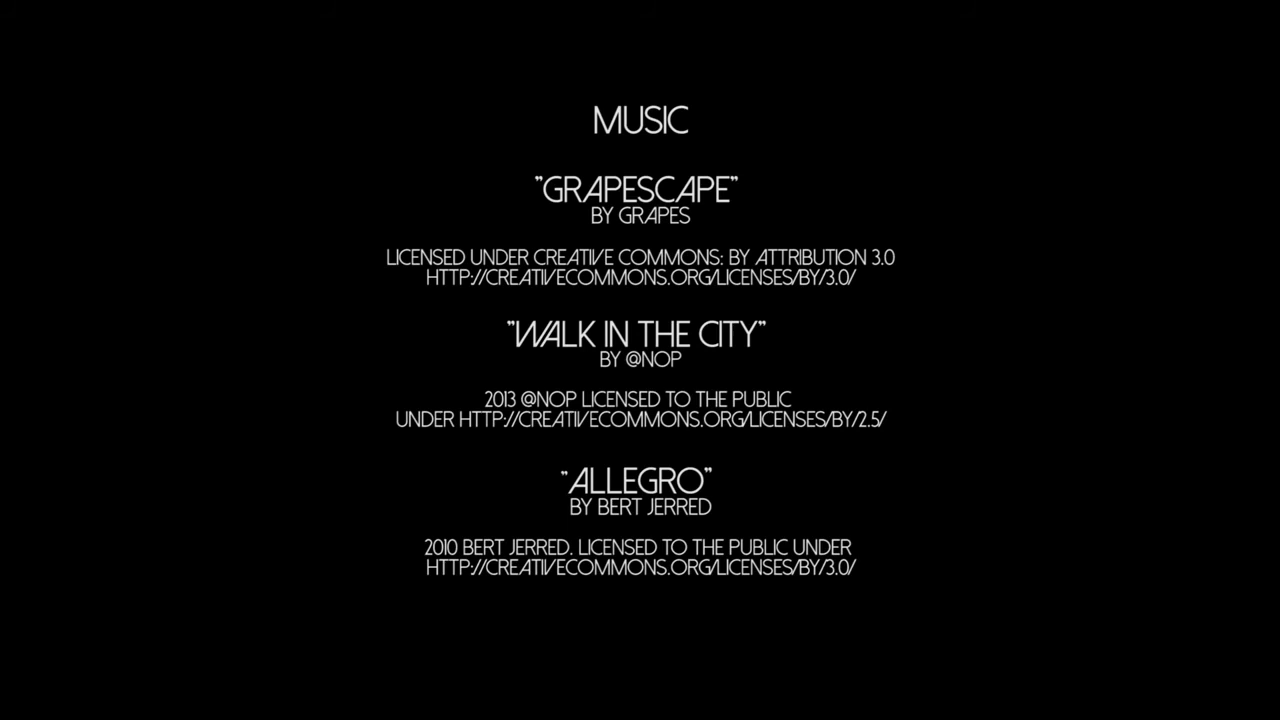 MUSIC
"GRAPESCAPE"
BY GRAPES
LICENSED UNDER CREATIVE COMMONS: BY ATTRIBUTION 3.0
HTTP://CREATIVECOMMONS.ORG/LICENSES/BY/3.0/
"WALK IN THE CITY"
BY @NOP
2013 @NOP LICENSED TO THE PUBLIC
UNDER HTTP://CREATIVECOMMONS.ORG/LICENSES/BY/2.5/
"ALLEGRO"
BY BERT JERRED
2010 BERT JERRED. LICENSED TO THE PUBLIC UNDER
HTTP://CREATIVECOMMONS.ORG/LICENSES/BY/3.0/